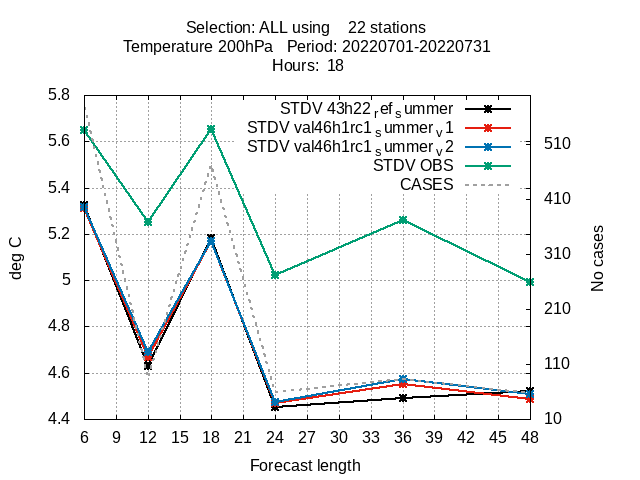 Selection: ALL using 22 stations
Temperature 200hPa Period: 20220701-20220731
Hours: 18
STDV 43h22ref_summer
STDV val46h1rc1summerv1
STDV val46h1rc1summerv2
STDV OBS
CASES
5.8
5.6
5.4
5.2
5
4.8
4.6
4.4
deg C
510
410
310
210
110
10
No cases
6 9 12 15 18 21 24 27 30 33 36 39 42 45 48
Forecast length